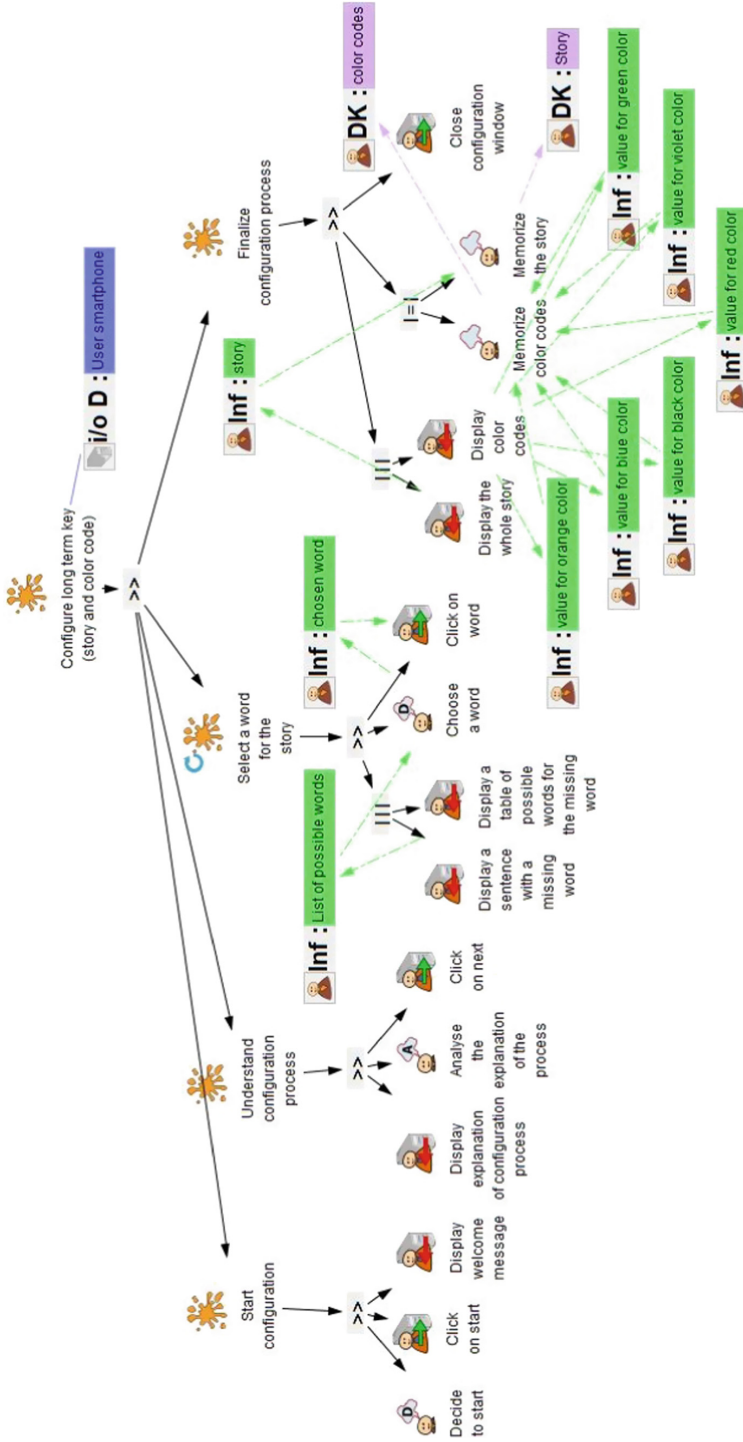 Configure long term key
(story and color code)
i/o D : User smartphone
>>
Start
configuration
Understand
configuration
process
Select a word
for the
story
Finalize
configuration process
>>
>>
>>
>>
Inf : List of possible words
Inf : chosen word
Inf : story
DK : color codes
|||
|||
|=|
Decide
to start
Click
on start
Display
welcome
message
Display
explanation
of configuration
process
Analyse
the
explanation
of the
process
Click
on next
Display a
sentence
with a
missing
word
Display a
table of
possible
words for
the missing
word
Choose
a word
Click on
word
Display the
whole story
Display
color
codes
Memorize
color codes
Memorize
the story
Close
configuration
window
D
A
D
DK : Story
Inf : value for orange color
Inf : value for blue color
Inf : value for green color
Inf : value for black color
Inf : value for violet color
Inf : value for red color